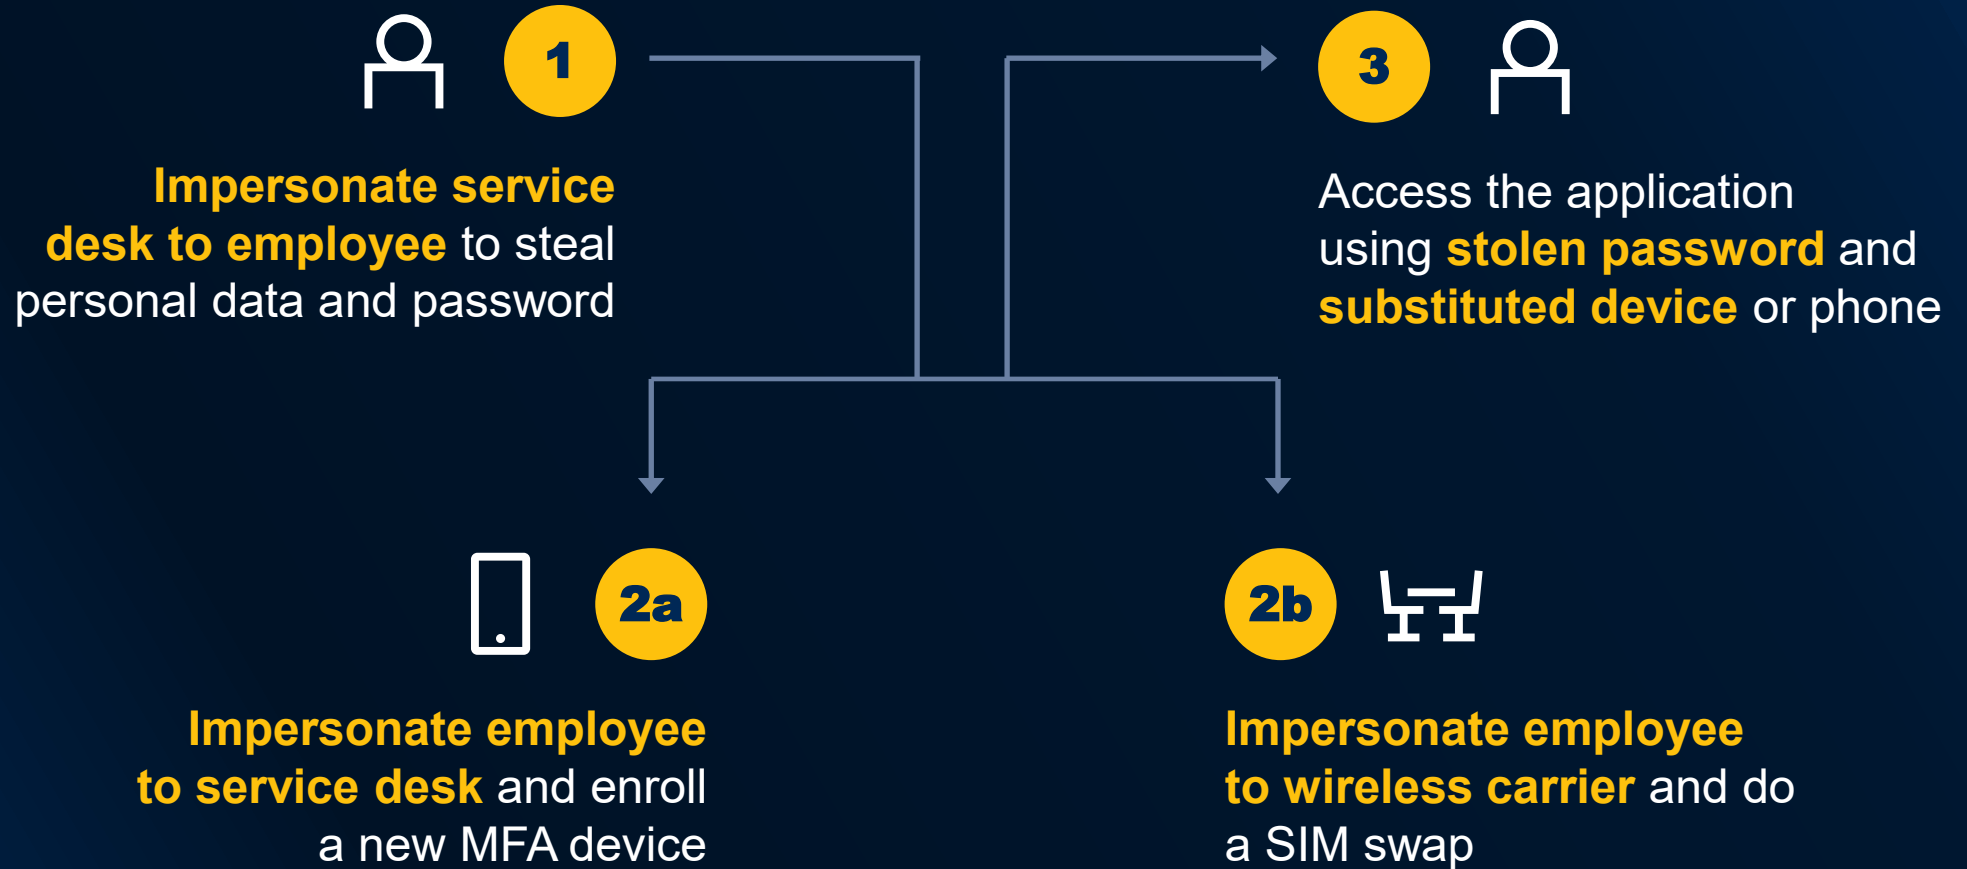 1
Impersonate service
desk to employee to steal
personal data and password
3
Access the application
using stolen password and
substituted device or phone
2a
Impersonate employee
to service desk and enroll
a new MFA device
2b
Impersonate employee
to wireless carrier and do
a SIM swap